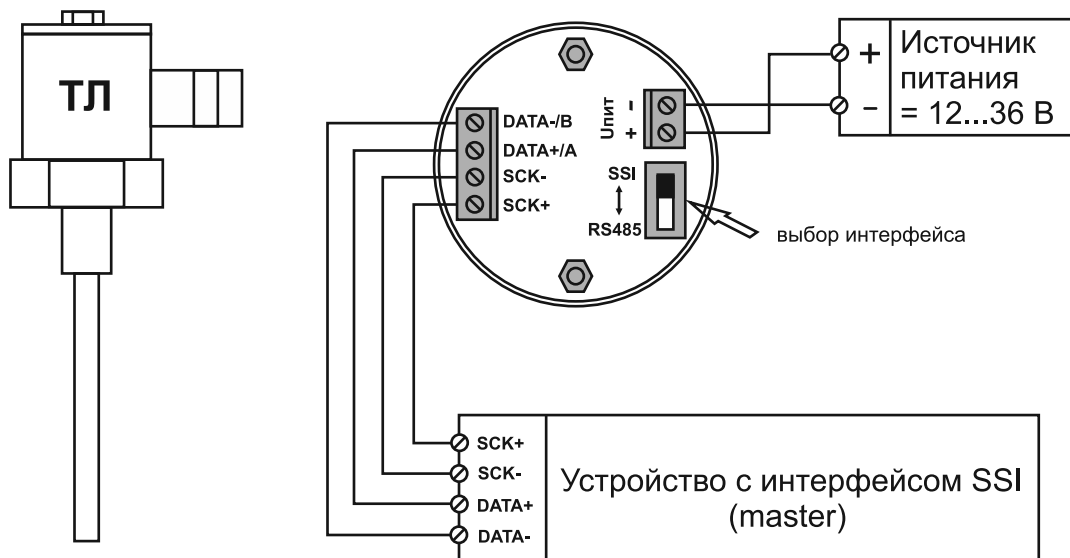 ТЛ
DATA-/B
DATA+/A
SCK-
SCK+
Uпит
-
+
SSI
RS485
выбор интерфейса
+
–
Источник
питания
= 12...36 В
SCK+
SCK-
DATA+
DATA-
Устройство с интерфейсом SSI
(master)